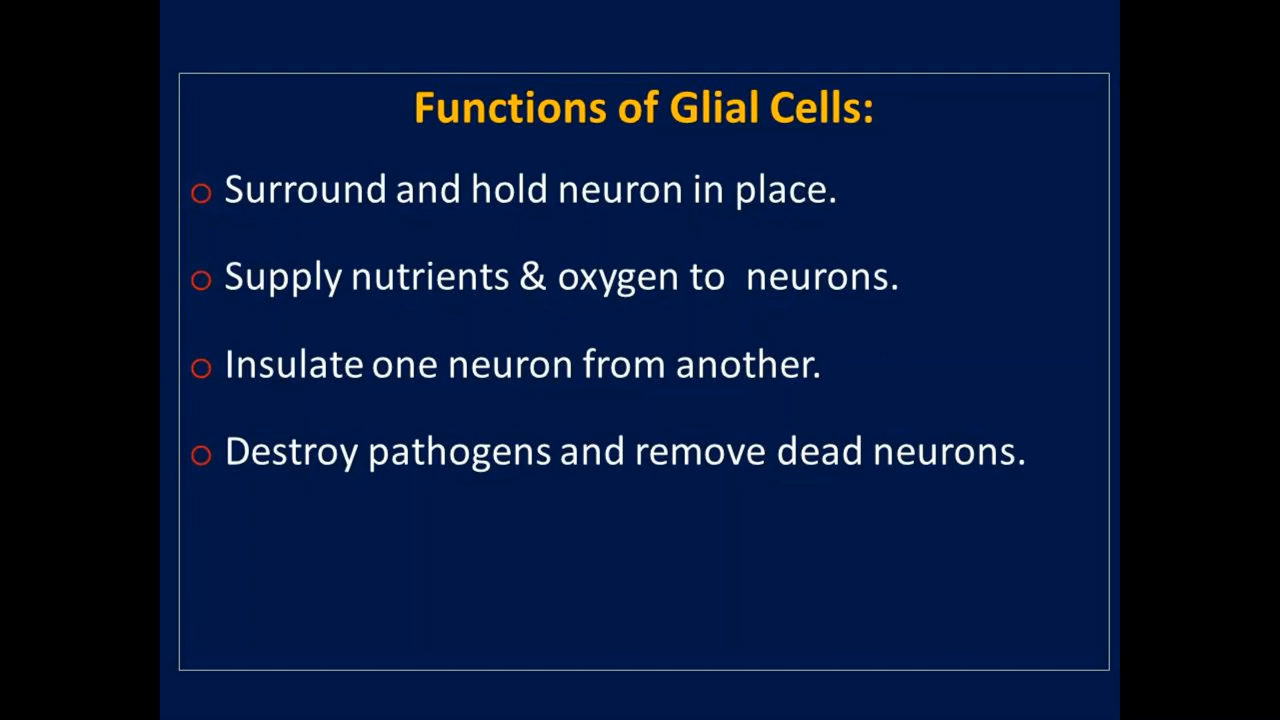 Functions of Glial Cells:
o Surround and hold neuron in place.
o Supply nutrients & oxygen to  neurons.
o Insulate one neuron from another.
o Destroy pathogens and remove dead neurons.